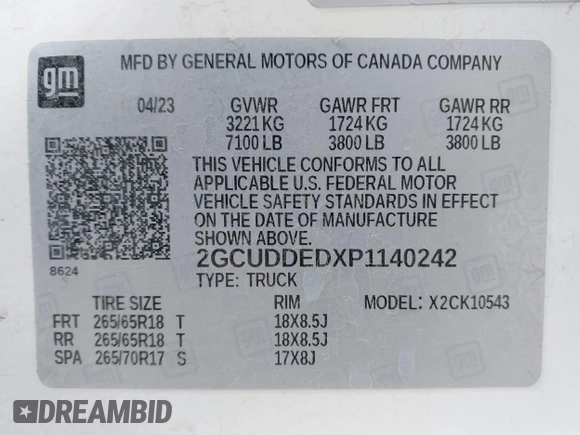 gm
MFD BY GENERAL MOTORS OF CANADA COMPANY
04/23 GVWR GAWR FRT GAWR RR
3221 KG 1724 KG 1724 KG
7100 LB 3800 LB 3800 LB
THIS VEHICLE CONFORMS TO ALL
APPLICABLE U.S. FEDERAL MOTOR
VEHICLE SAFETY STANDARDS IN EFFECT
ON THE DATE OF MANUFACTURE
SHOWN ABOVE.
8624
2GCUDDEDXP1140242
TYPE: TRUCK
TIRE SIZE RIM MODEL: X2CK10543
FRT 265/65R18 T 18X8.5J
RR 265/65R18 T 18X8.5J
SPA 265/70R17 S 17X8J
DREAMBID